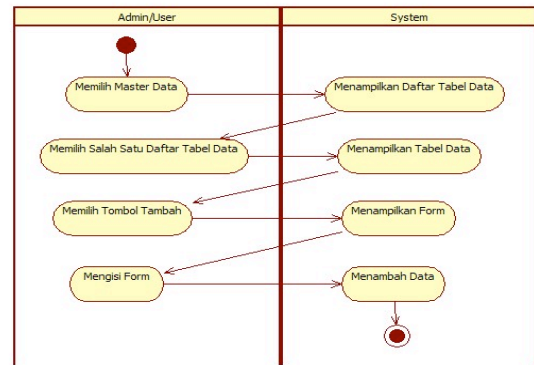 Admin/User
System
Memilih Master Data
Menampilkan Daftar Tabel Data
Memilih Salah Satu Daftar Tabel Data
Menampilkan Tabel Data
Memilih Tombol Tambah
Menampilkan Form
Mengisi Form
Menambah Data